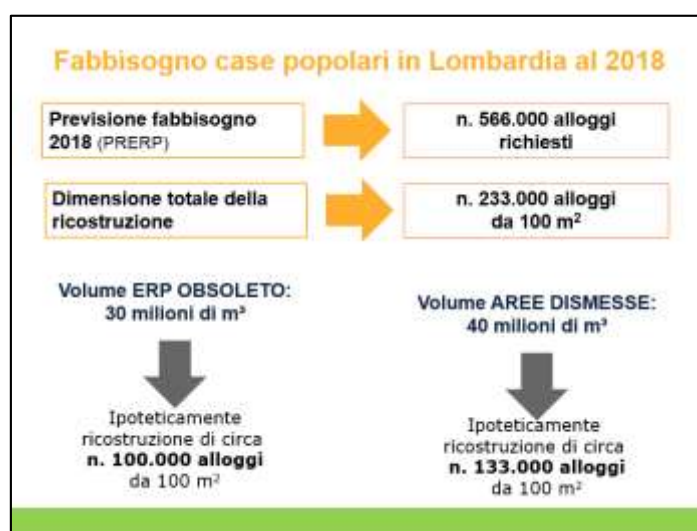 Fabbisogno case popolari in Lombardia al 2018
Previsione fabbisogno
2018 (PRERP)
n. 566.000 alloggi
richiesti
Dimensione totale della
ricostruzione
n. 233.000 alloggi
da 100 m²
Volume ERP OBSOLETO:
30 milioni di m³
Ipoteticamente
ricostruzione di circa
n. 100.000 alloggi
da 100 m²
Volume AREE DISMESSE:
40 milioni di m³
Ipoteticamente
ricostruzione di circa
n. 133.000 alloggi
da 100 m²